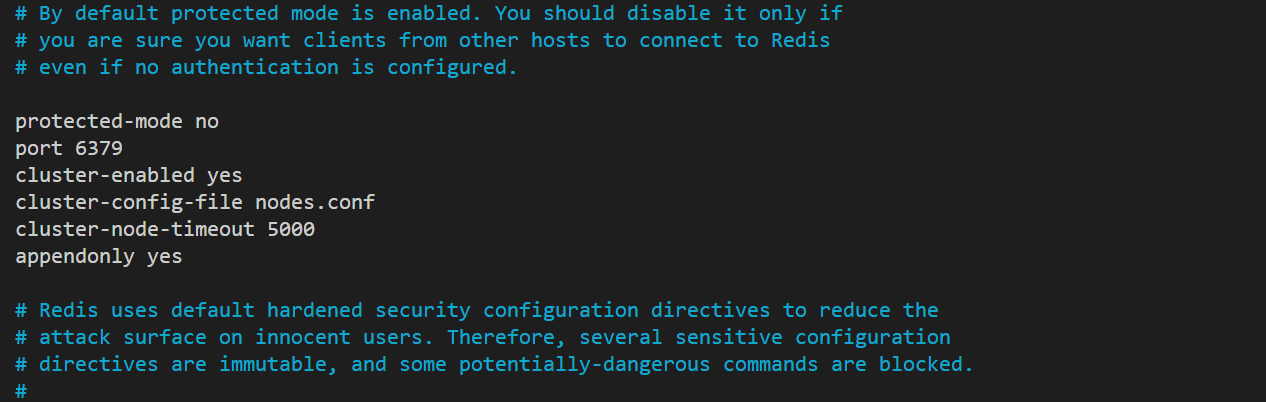 # By default protected mode is enabled. You should disable it only if
# you are sure you want clients from other hosts to connect to Redis
# even if no authentication is configured.
protected-mode no
port 6379
cluster-enabled yes
cluster-config-file nodes.conf
cluster-node-timeout 5000
appendonly yes
# Redis uses default hardened security configuration directives to reduce the
# attack surface on innocent users. Therefore, several sensitive configuration
# directives are immutable, and some potentially-dangerous commands are blocked.
#